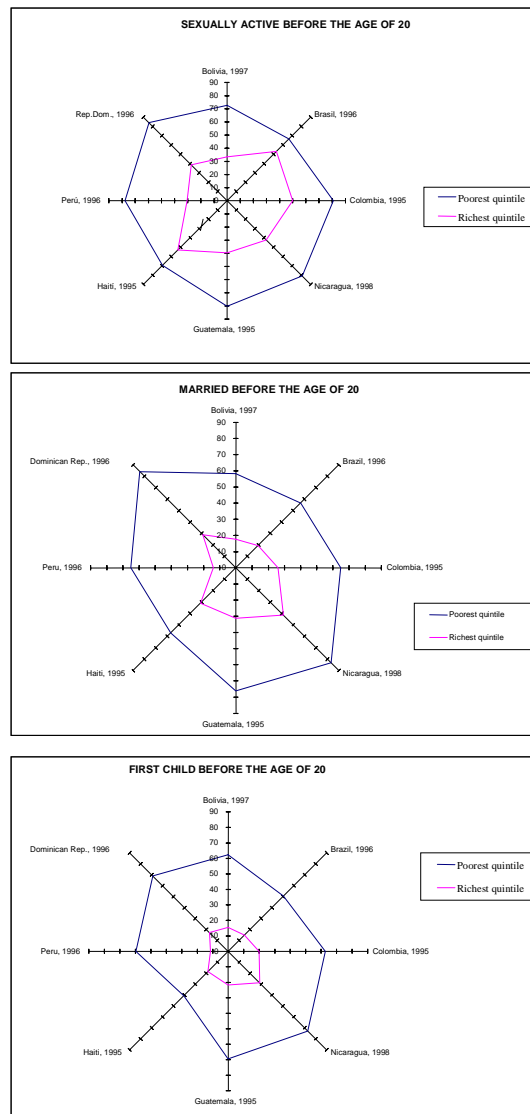 SEXUALLY ACTIVE BEFORE THE AGE OF 20
Bolivia, 1997
90
80
70
60
50
40
30
20
10
0
Rep.Dom., 1996
Brasil, 1996
Perú, 1996
Colombia, 1995
Haiti, 1995
Nicaragua, 1998
Guatemala, 1995
Poorest quintile
Richest quintile
MARRIED BEFORE THE AGE OF 20
Bolivia, 1997
90
80
70
60
50
40
30
20
10
0
Dominican Rep., 1996
Brazil, 1996
Peru, 1996
Colombia, 1995
Haiti, 1995
Nicaragua, 1998
Guatemala, 1995
Poorest quintile
Richest quintile
FIRST CHILD BEFORE THE AGE OF 20
Bolivia, 1997
90
80
70
60
50
40
30
20
10
0
Dominican Rep., 1996
Brazil, 1996
Peru, 1996
Colombia, 1995
Haiti, 1995
Nicaragua, 1998
Guatemala, 1995
Poorest quintile
Richest quintile